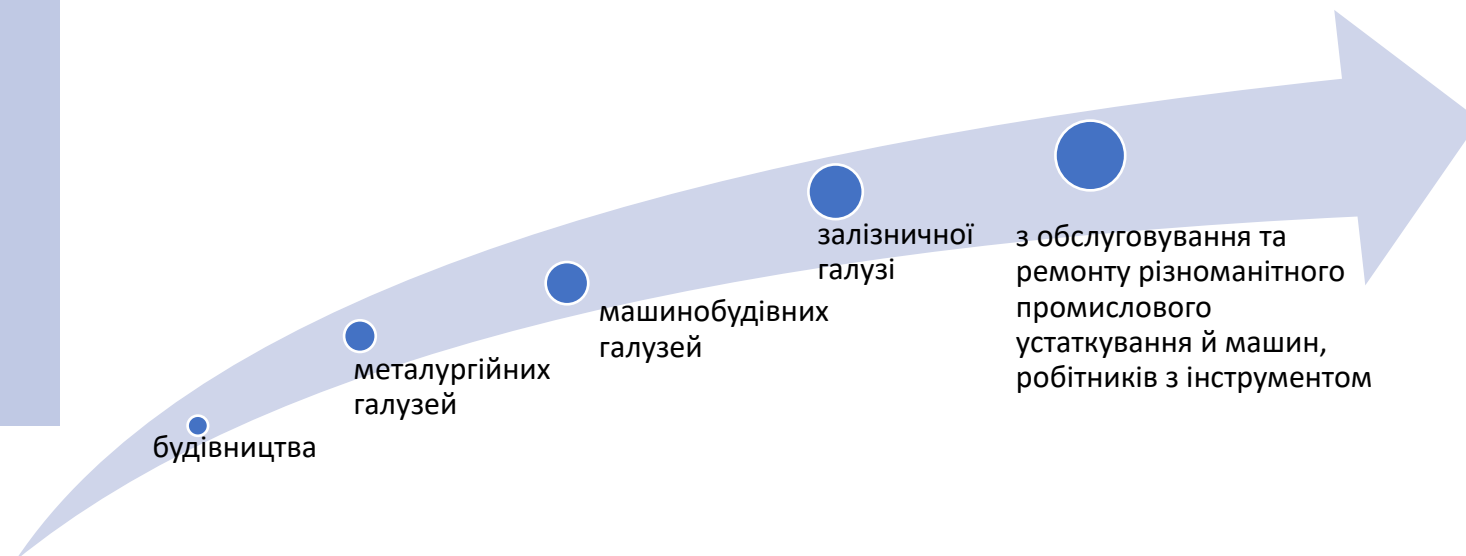 будівництва
металургійних
галузей
машинобудівних
галузей
залізничної
галузі
з обслуговування та
ремонту різноманітного
промислового
устаткування й машин,
робітників з інструментом